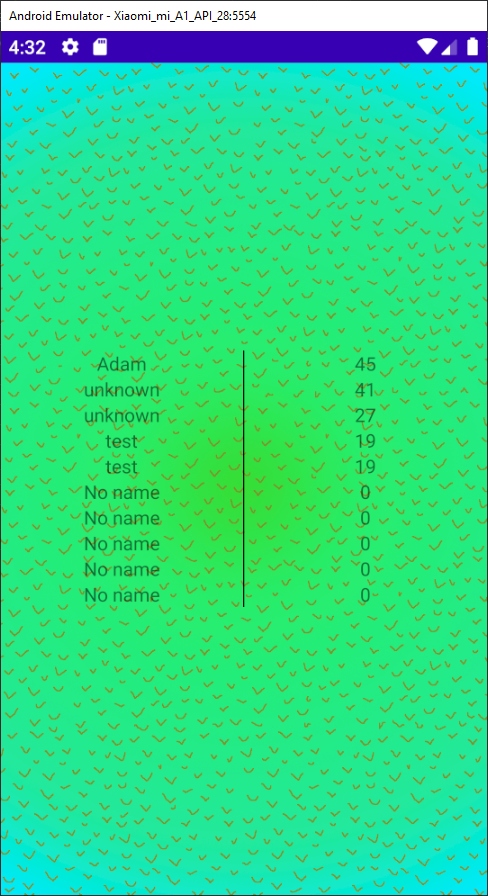 Android Emulator - Xiaomi_mi_A1_API_28:5554
4:32
Adam 45
unknown 41
unknown 27
test 19
test 19
No name 0
No name 0
No name 0
No name 0
No name 0